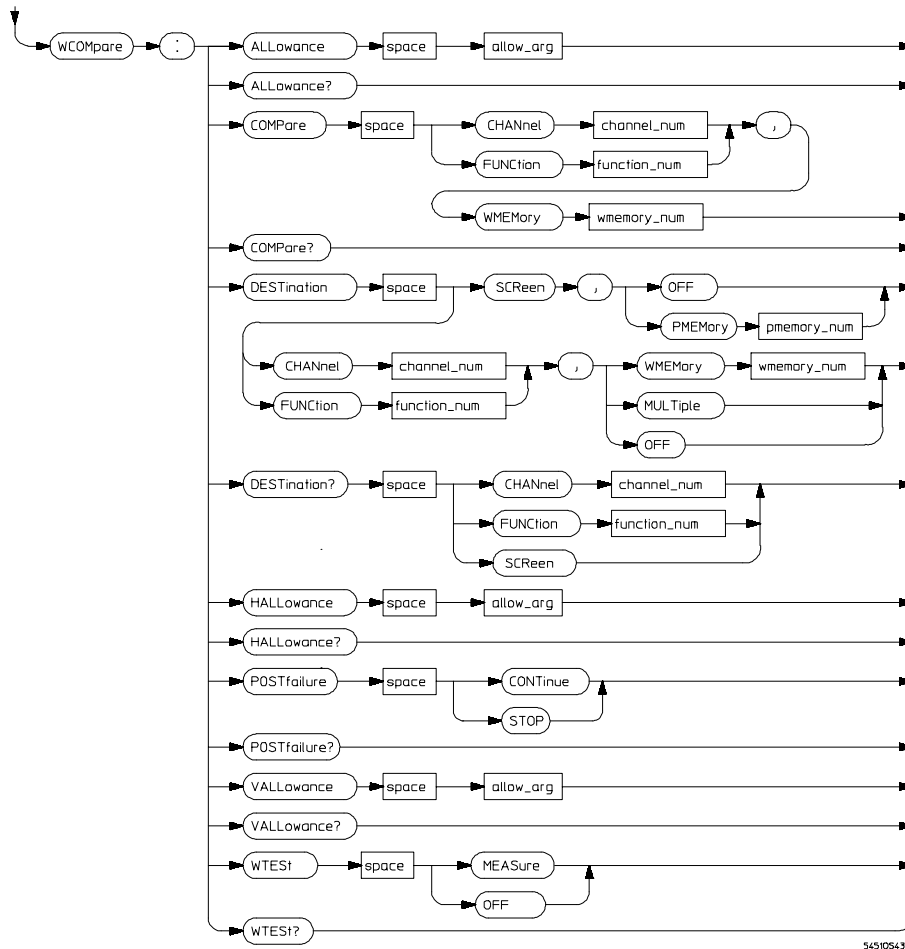 WCOMpare : ALLowance space allow_arg
ALLowance?
COMPare space CHANnel channel_num ,
FUNCtion function_num
WMEMory wmemory_num
COMPare?
DESTination space SCReen , OFF
PMEMory pmemory_num
CHANnel channel_num , WMEMory wmemory_num
FUNCtion function_num MULTiple
OFF
DESTination? space CHANnel channel_num
FUNCtion function_num
SCReen
HALLowance space allow_arg
HALLowance?
POSTfailure space CONTinue
STOP
POSTfailure?
VALLowance space allow_arg
VALLowance?
WTESt space MEASure
OFF
WTESt?
54510S43